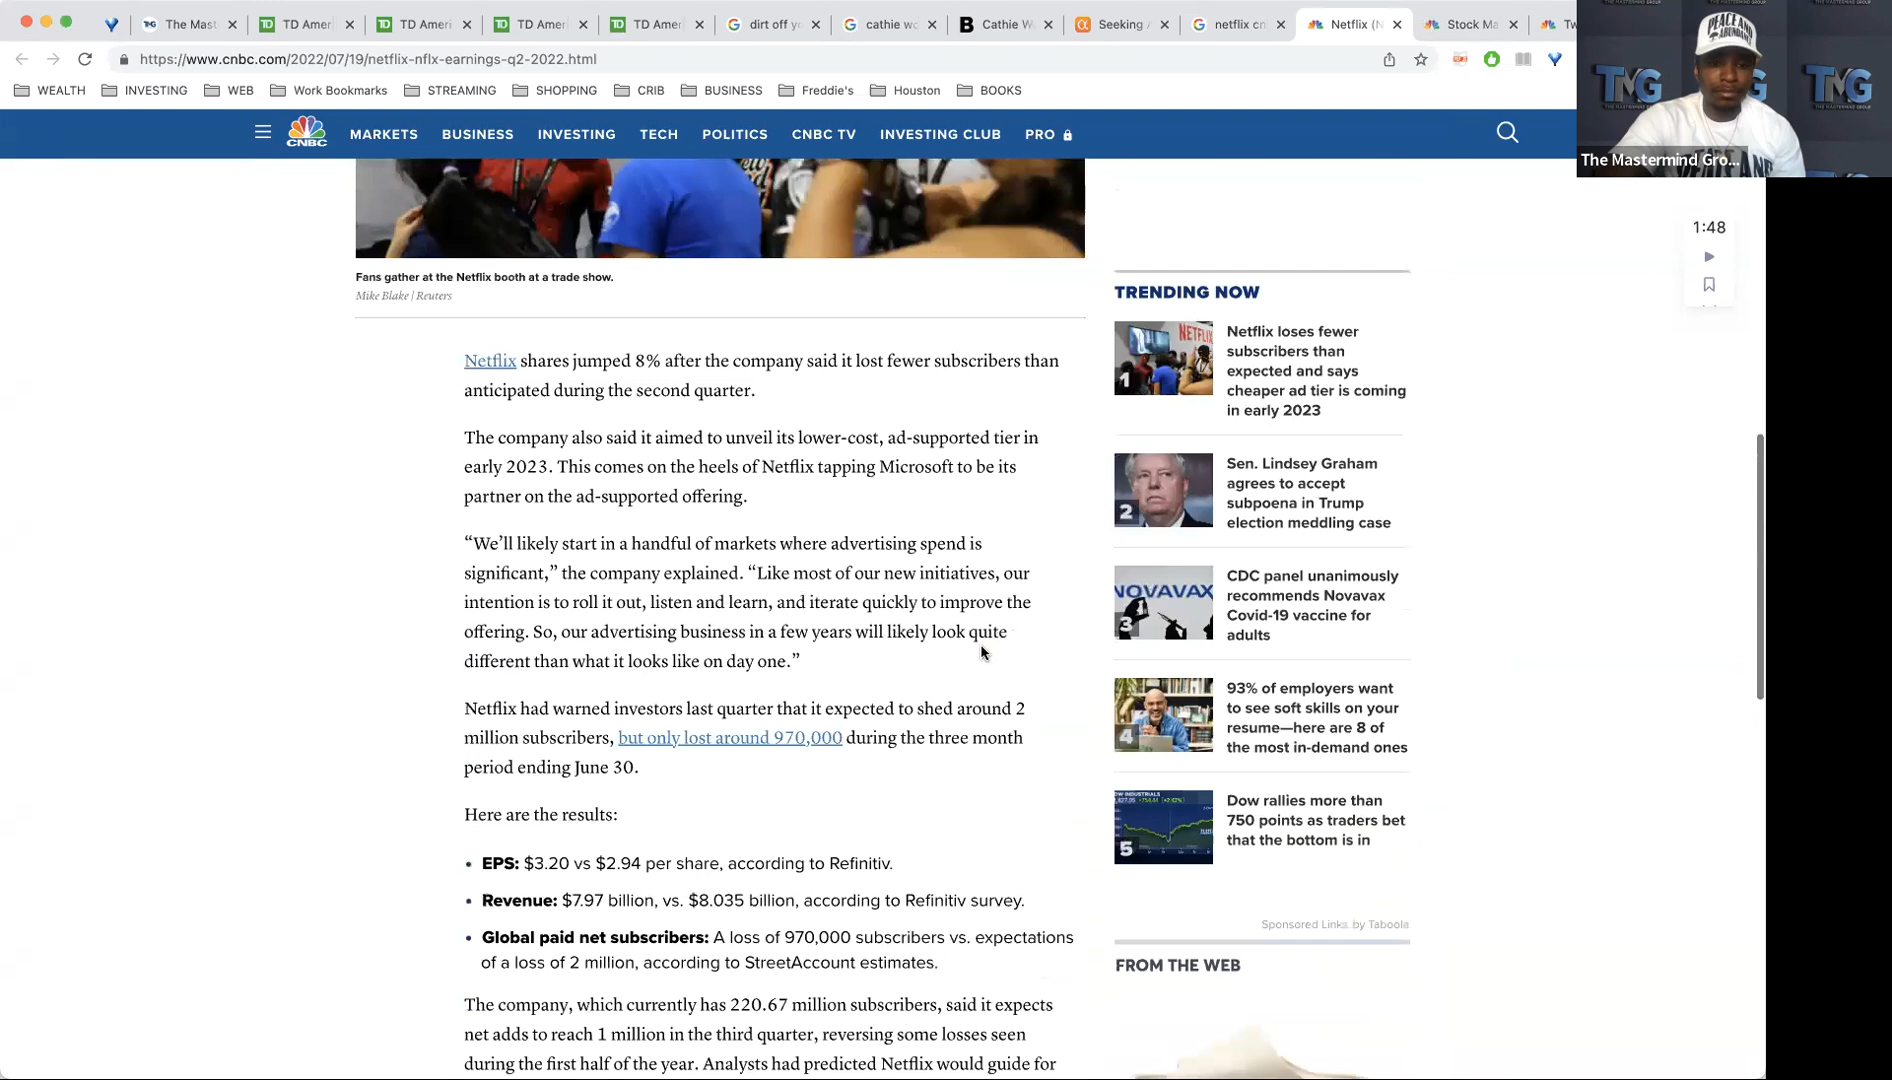 The Mast
TD Amer
TD Ameri
TD Amer
TD Amer
dirt off y
cathie wo
Cathie W
Seeking
netflix cn
Netflix (N
Stock Ma
Tw
https://www.cnbc.com/2022/07/19/netflix-nflx-earnings-q2-2022.html
WEALTH
INVESTING
WEB
Work Bookmarks
STREAMING
SHOPPING
CRIB
BUSINESS
Freddie's
Houston
BOOKS
PEACE AND
ABUNDANCE
TMG
TMG
The Mastermind Gro...
CNBC
MARKETS
BUSINESS
INVESTING
TECH
POLITICS
CNBC TV
INVESTING CLUB
PRO
1:48
Fans gather at the Netflix booth at a trade show.
Mike Blake | Reuters
Netflix shares jumped 8% after the company said it lost fewer subscribers than
anticipated during the second quarter.
The company also said it aimed to unveil its lower-cost, ad-supported tier in
early 2023. This comes on the heels of Netflix tapping Microsoft to be its
partner on the ad-supported offering.
“We’ll likely start in a handful of markets where advertising spend is
significant,” the company explained. “Like most of our new initiatives, our
intention is to roll it out, listen and learn, and iterate quickly to improve the
offering. So, our advertising business in a few years will likely look quite
different than what it looks like on day one.”
Netflix had warned investors last quarter that it expected to shed around 2
million subscribers, but only lost around 970,000 during the three month
period ending June 30.
Here are the results:
• EPS: $3.20 vs $2.94 per share, according to Refinitiv.
• Revenue: $7.97 billion, vs. $8.035 billion, according to Refinitiv survey.
• Global paid net subscribers: A loss of 970,000 subscribers vs. expectations
of a loss of 2 million, according to StreetAccount estimates.
The company, which currently has 220.67 million subscribers, said it expects
net adds to reach 1 million in the third quarter, reversing some losses seen
during the first half of the year. Analysts had predicted Netflix would guide for
TRENDING NOW
1
Netflix loses fewer
subscribers than
expected and says
cheaper ad tier is coming
in early 2023
2
Sen. Lindsey Graham
agrees to accept
subpoena in Trump
election meddling case
NOVAVAX
3
CDC panel unanimously
recommends Novavax
Covid-19 vaccine for
adults
4
93% of employers want
to see soft skills on your
resume—here are 8 of
the most in-demand ones
5
Dow rallies more than
750 points as traders bet
that the bottom is in
Sponsored Links by Taboola
FROM THE WEB